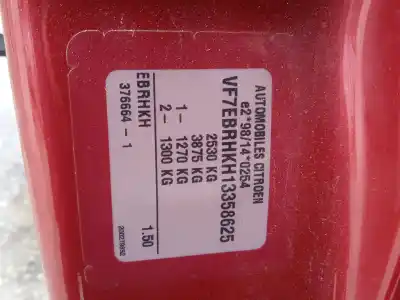 AUTOMOBILES CITROEN
e2*98/14*0254
VF7EBRHKH13358625
2530 KG
3875 KG
1– 1270 KG
2– 1300 KG
EBRHKH 1.50
376664 – 1